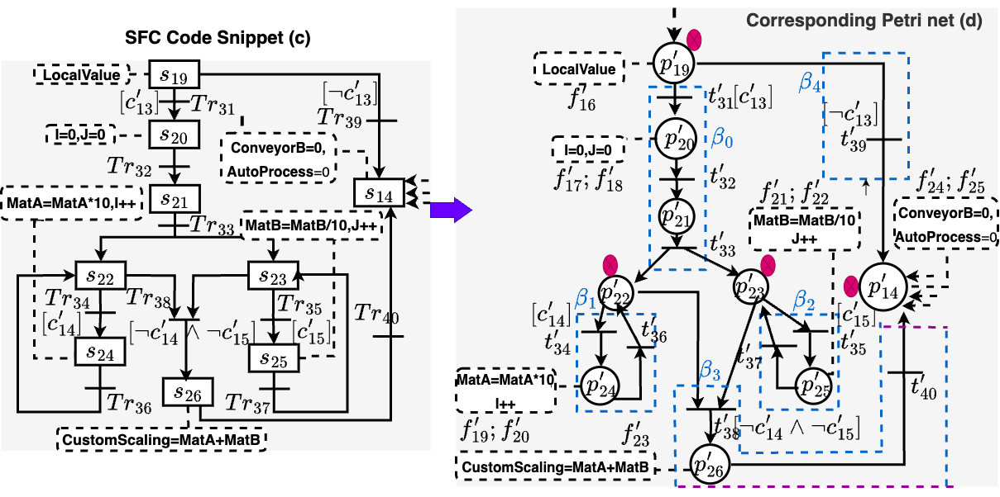 SFC Code Snippet (c)
LocalValue
s19
[c′13]
Tr31
[¬c′13]
Tr39
I=0,J=0
s20
ConveyorB=0,
AutoProcess=0
Tr32
MatA=MatA*10,I++
s21
s14
Tr33
MatB=MatB/10,J++
s22
s23
Tr34
Tr38
Tr35
Tr40
[c′14]
[¬c′14 ∧ ¬c′15]
[c′15]
s24
s25
s26
Tr36
Tr37
CustomScaling=MatA+MatB
Corresponding Petri net (d)
p′19
LocalValue
f′16
t′31[c′13]
β4
[¬c′13]
t′39
p′20
β0
I=0,J=0
f′17; f′18
t′32
f′21; f′22
f′24; f′25
p′21
MatB=MatB/10
J++
ConveyorB=0,
AutoProcess=0
t′33
p′22
p′23
p′14
β1
β2
[c′14]
[c′15]
t′34
t′36
t′37
t′35
p′24
p′25
β3
MatA=MatA*10
I++
t′40
f′19; f′20
f′23
t′38[¬c′14 ∧ ¬c′15]
CustomScaling=MatA+MatB
p′26